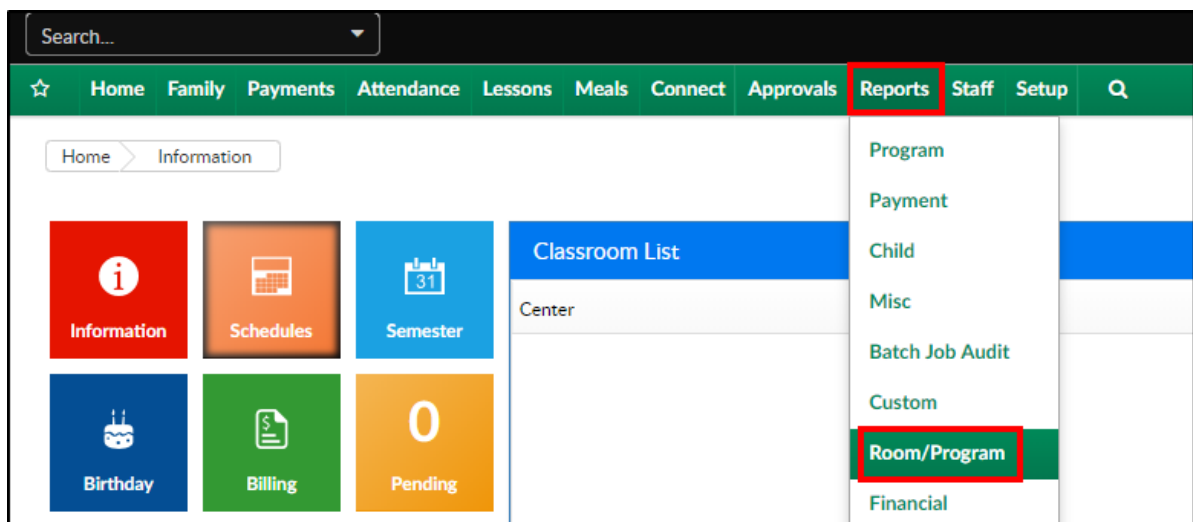 Search...
Home Family Payments Attendance Lessons Meals Connect Approvals Reports Staff Setup
Home Information
Program
Payment
Child
Misc
Batch Job Audit
Custom
Room/Program
Financial
Information
Schedules
31
Semester
Birthday
$
Billing
0
Pending
Classroom List
Center